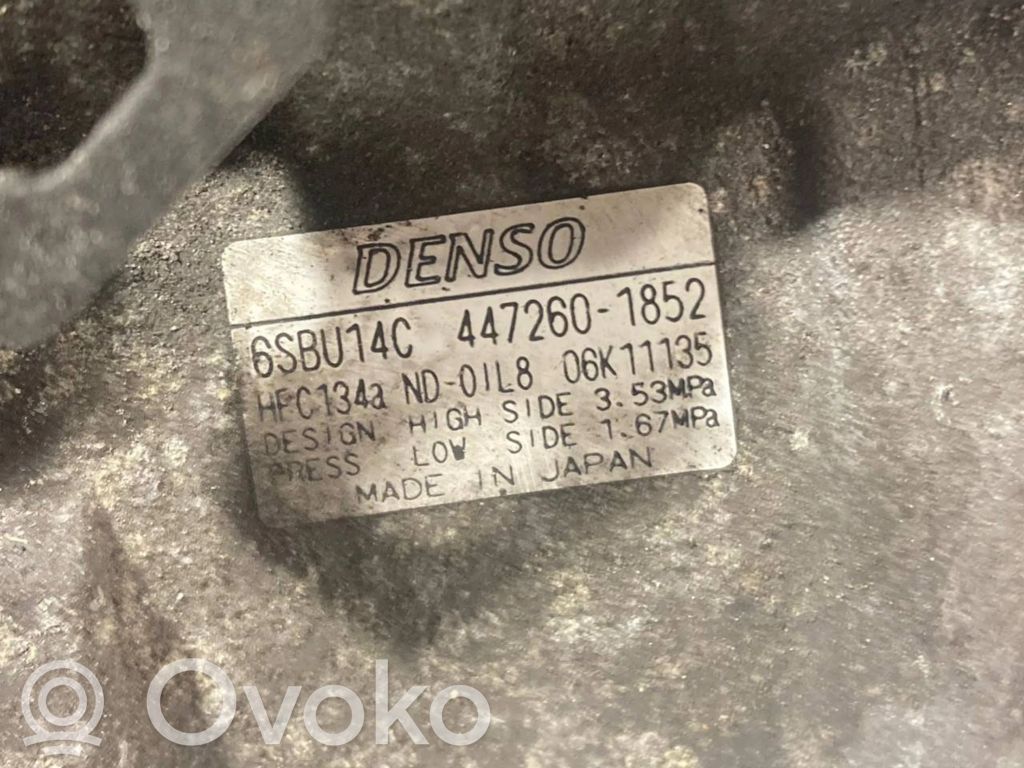 DENSO
6SBU14C 447260-1852
HFC134a ND-OIL8 06K11135
DESIGN HIGH SIDE 3.53MPa
PRESS LOW SIDE 1.67MPa
MADE IN JAPAN
Ovoko